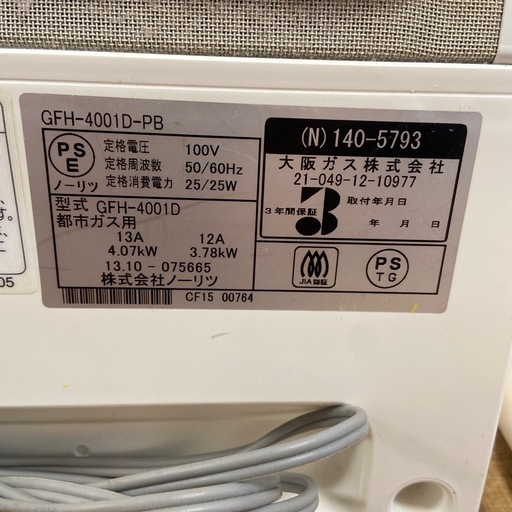 GFH-4001D-PB
PS
E
ノーリツ
定格電圧 100V
定格周波数 50/60Hz
定格消費電力 25/25W
型式 GFH-4001D
都市ガス用
13A 12A
4.07kW 3.78kW
13.10-075665
株式会社ノーリツ
CF15 00764
(N) 140-5793
大阪ガス株式会社
21-049-12-10977
3年間保証
3
取付年月日
年 月 日
JIA認証
PS
TG
05